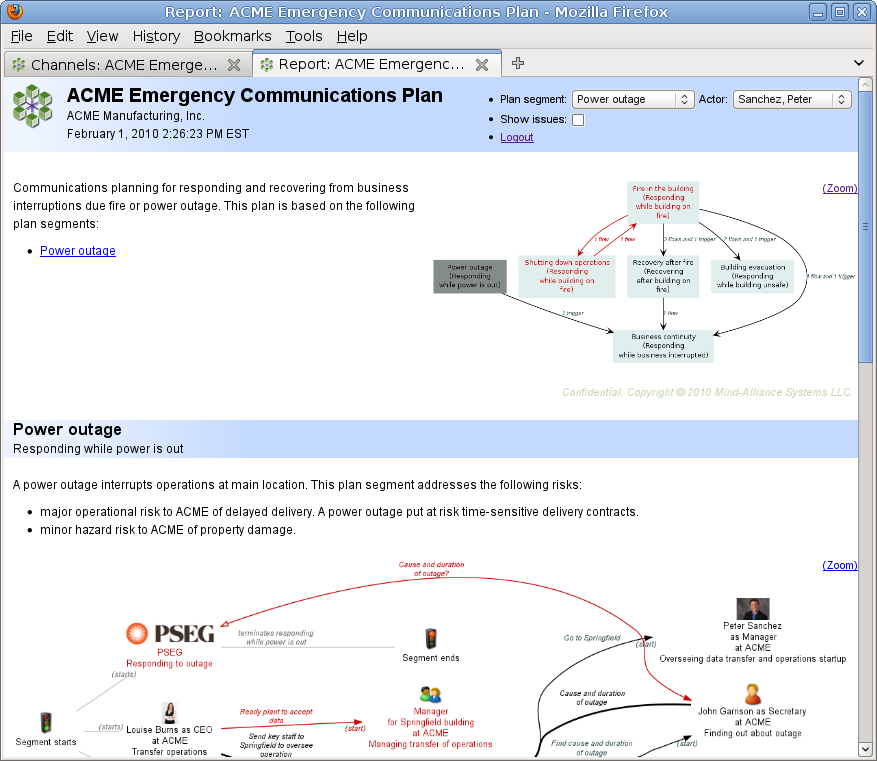 Report: ACME Emergency Communications Plan - Mozilla Firefox
File Edit View History Bookmarks Tools Help
Channels: ACME Emerge...
Report: ACME Emergenc...
ACME Emergency Communications Plan
ACME Manufacturing, Inc.
February 1, 2010 2:26:23 PM EST
• Plan segment: Power outage Actor: Sanchez, Peter
• Show issues:
• Logout
Communications planning for responding and recovering from business
interruptions due fire or power outage. This plan is based on the following
plan segments:
• Power outage
(Zoom)
Fire in the building
(Responding
while building on
fire)
1 flow
1 flow
3 flows and 1 trigger
2 flows and 1 trigger
Power outage
(Responding
while power is out)
Shutting down operations
(Responding
while building on
fire)
Recovery after fire
(Recovering
after building on
fire)
Building evacuation
(Responding
while building unsafe)
flow and 1 trigger
1 trigger
1 flow
Business continuity
(Responding
while business interrupted)
Confidential. Copyright © 2010 Mind-Alliance Systems LLC.
Power outage
Responding while power is out
A power outage interrupts operations at main location. This plan segment addresses the following risks:
• major operational risk to ACME of delayed delivery. A power outage put at risk time-sensitive delivery contracts.
• minor hazard risk to ACME of property damage.
(Zoom)
Cause and duration
of outage?
PSEG
PSEG
Responding to outage
terminates responding
while power is out
Segment ends
Go to Springfield
(start)
Peter Sanchez
as Manager
at ACME
Overseeing data transfer and operations startup
(starts)
Segment starts
(starts)
Louise Burns as CEO
at ACME
Transfer operations
Ready plant to accept
data
(start)
Send key staff to
Springfield to oversee
operation
Manager
for Springfield building
at ACME
Managing transfer of operations
Cause and duration
of outage
Find cause and duration
of outage
(start)
John Garrison as Secretary
at ACME
Finding out about outage